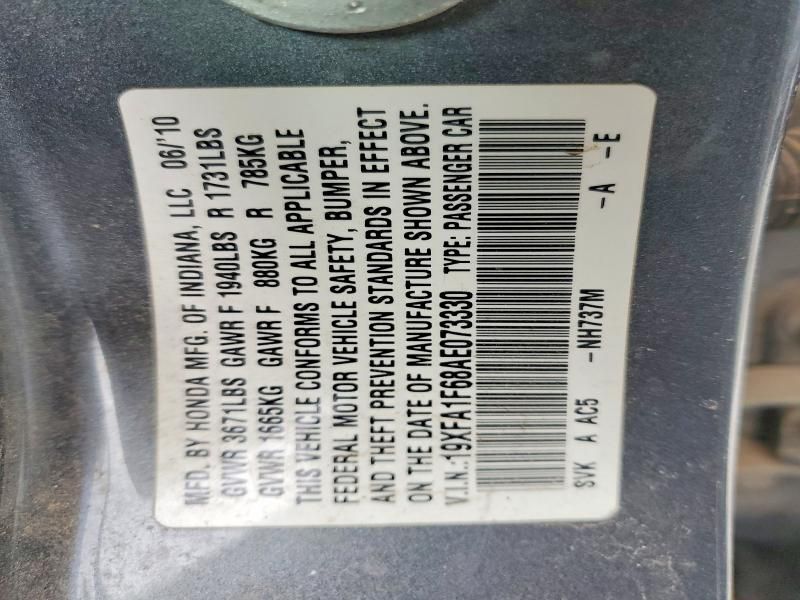 MFD. BY HONDA MFG. OF INDIANA, LLC 06/'10
GVWR 3671LBS GAWR F 1940LBS R 1731LBS
GVWR 1665KG GAWR F 880KG R 785KG
THIS VEHICLE CONFORMS TO ALL APPLICABLE
FEDERAL MOTOR VEHICLE SAFETY, BUMPER,
AND THEFT PREVENTION STANDARDS IN EFFECT
ON THE DATE OF MANUFACTURE SHOWN ABOVE.
V.I.N.:19XFA1F68AE073330 TYPE: PASSENGER CAR
SVK A AC5 -NH737M -A -E